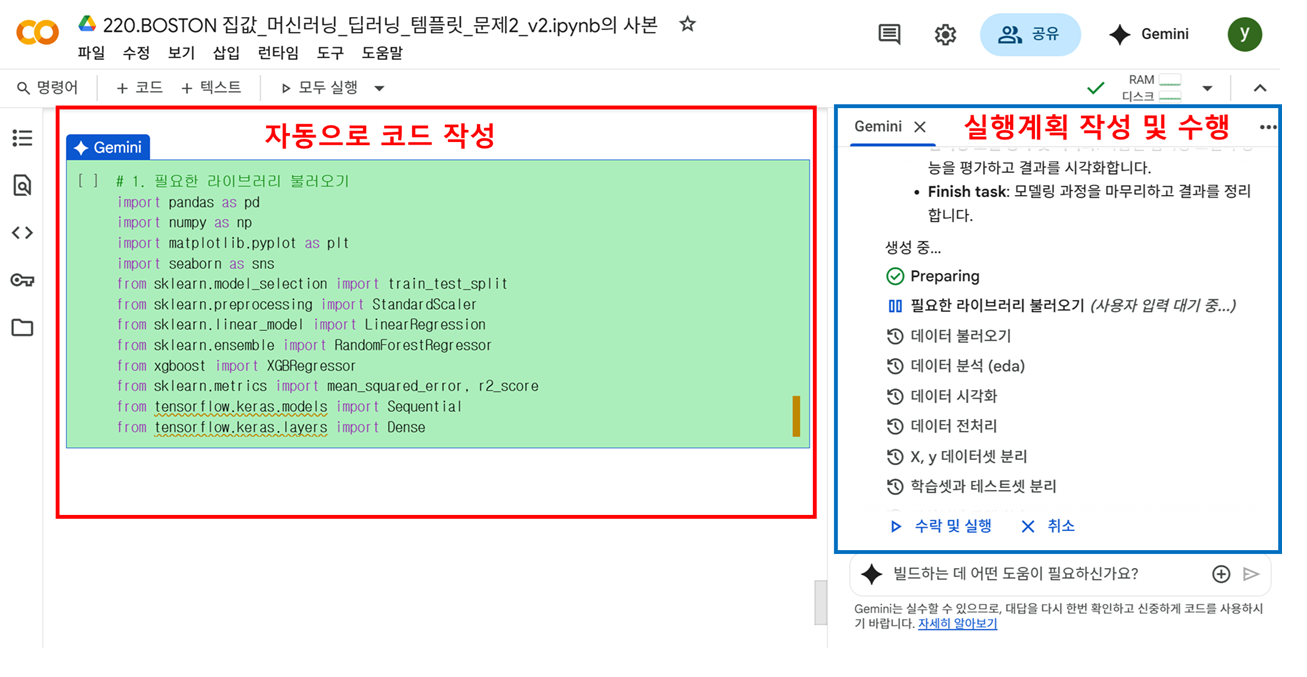 220.BOSTON 집값_머신러닝_딥러닝_템플릿_문제2_v2.ipynb의 사본
파일 수정 보기 삽입 런타임 도구 도움말
공유
Gemini
y
명령어 + 코드 + 텍스트 모두 실행
RAM
디스크
자동으로 코드 작성
Gemini
[ ] # 1. 필요한 라이브러리 불러오기
import pandas as pd
import numpy as np
import matplotlib.pyplot as plt
import seaborn as sns
from sklearn.model_selection import train_test_split
from sklearn.preprocessing import StandardScaler
from sklearn.linear_model import LinearRegression
from sklearn.ensemble import RandomForestRegressor
from xgboost import XGBRegressor
from sklearn.metrics import mean_squared_error, r2_score
from tensorflow.keras.models import Sequential
from tensorflow.keras.layers import Dense
Gemini
실행계획 작성 및 수행
능을 평가하고 결과를 시각화합니다.
• Finish task: 모델링 과정을 마무리하고 결과를 정리
합니다.
생성 중...
Preparing
필요한 라이브러리 불러오기 (사용자 입력 대기 중...)
데이터 불러오기
데이터 분석 (eda)
데이터 시각화
데이터 전처리
X, y 데이터셋 분리
학습셋과 테스트셋 분리
수락 및 실행 취소
빌드하는 데 어떤 도움이 필요하신가요?
Gemini는 실수할 수 있으므로, 대답을 다시 한번 확인하고 신중하게 코드를 사용하시
기 바랍니다. 자세히 알아보기